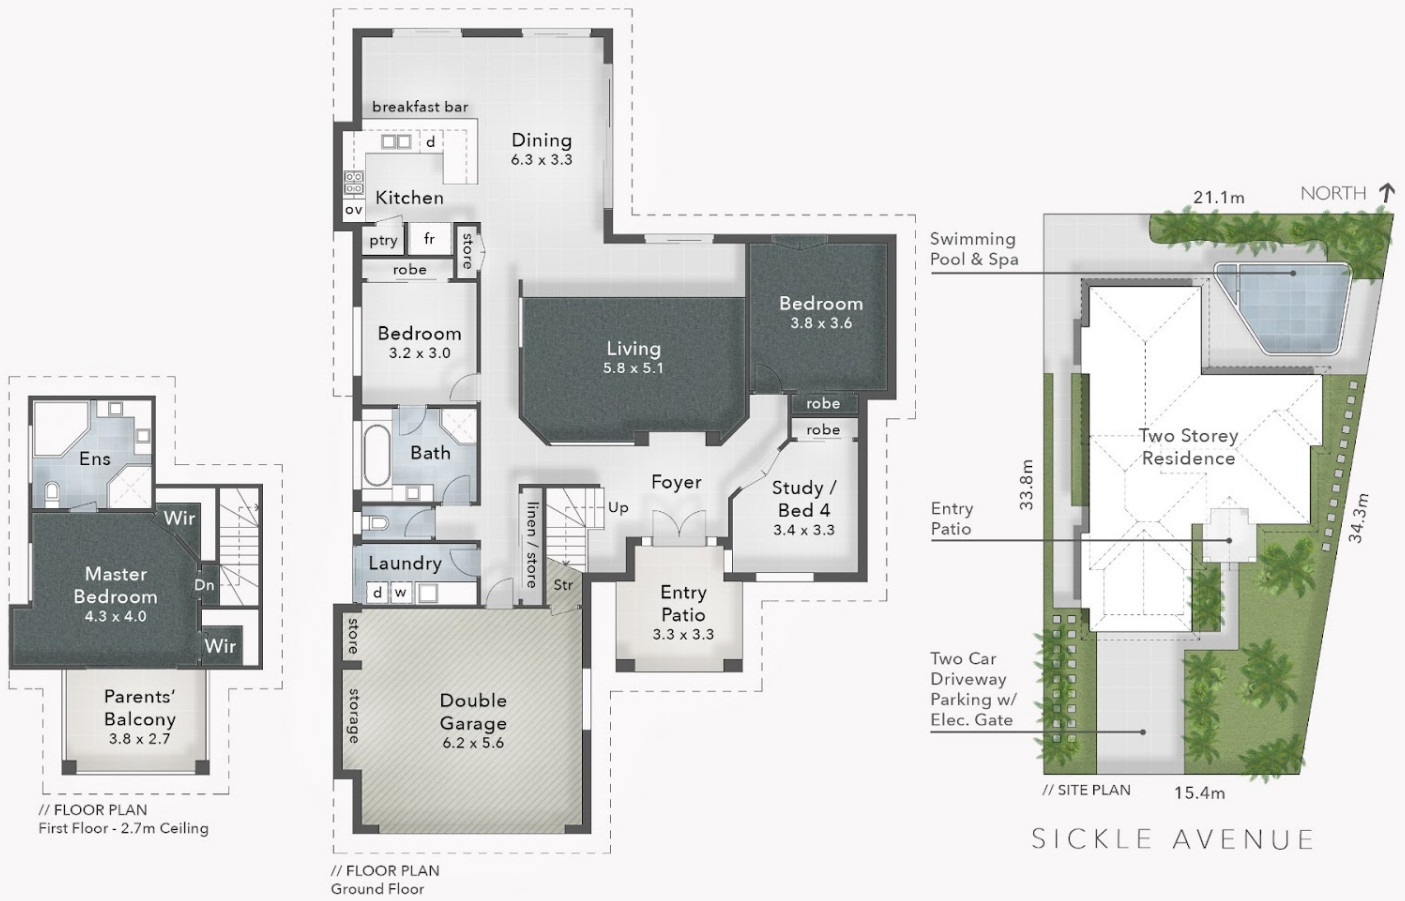 Ens
Wir
Master
Bedroom
4.3 x 4.0
Dn
Wir
Parents'
Balcony
3.8 x 2.7
// FLOOR PLAN
First Floor - 2.7m Ceiling
breakfast bar
d
Dining
6.3 x 3.3
Kitchen
ov
ptry
fr
store
robe
Bedroom
3.2 x 3.0
Living
5.8 x 5.1
Bedroom
3.8 x 3.6
robe
robe
Bath
Foyer
Study /
Bed 4
3.4 x 3.3
Up
linen / store
Laundry
d
w
Str
Entry
Patio
3.3 x 3.3
store
storage
Double
Garage
6.2 x 5.6
// FLOOR PLAN
Ground Floor
21.1m
NORTH
Swimming
Pool & Spa
Two Storey
Residence
33.8m
34.3m
Entry
Patio
Two Car
Driveway
Parking w/
Elec. Gate
// SITE PLAN
15.4m
SICKLE AVENUE